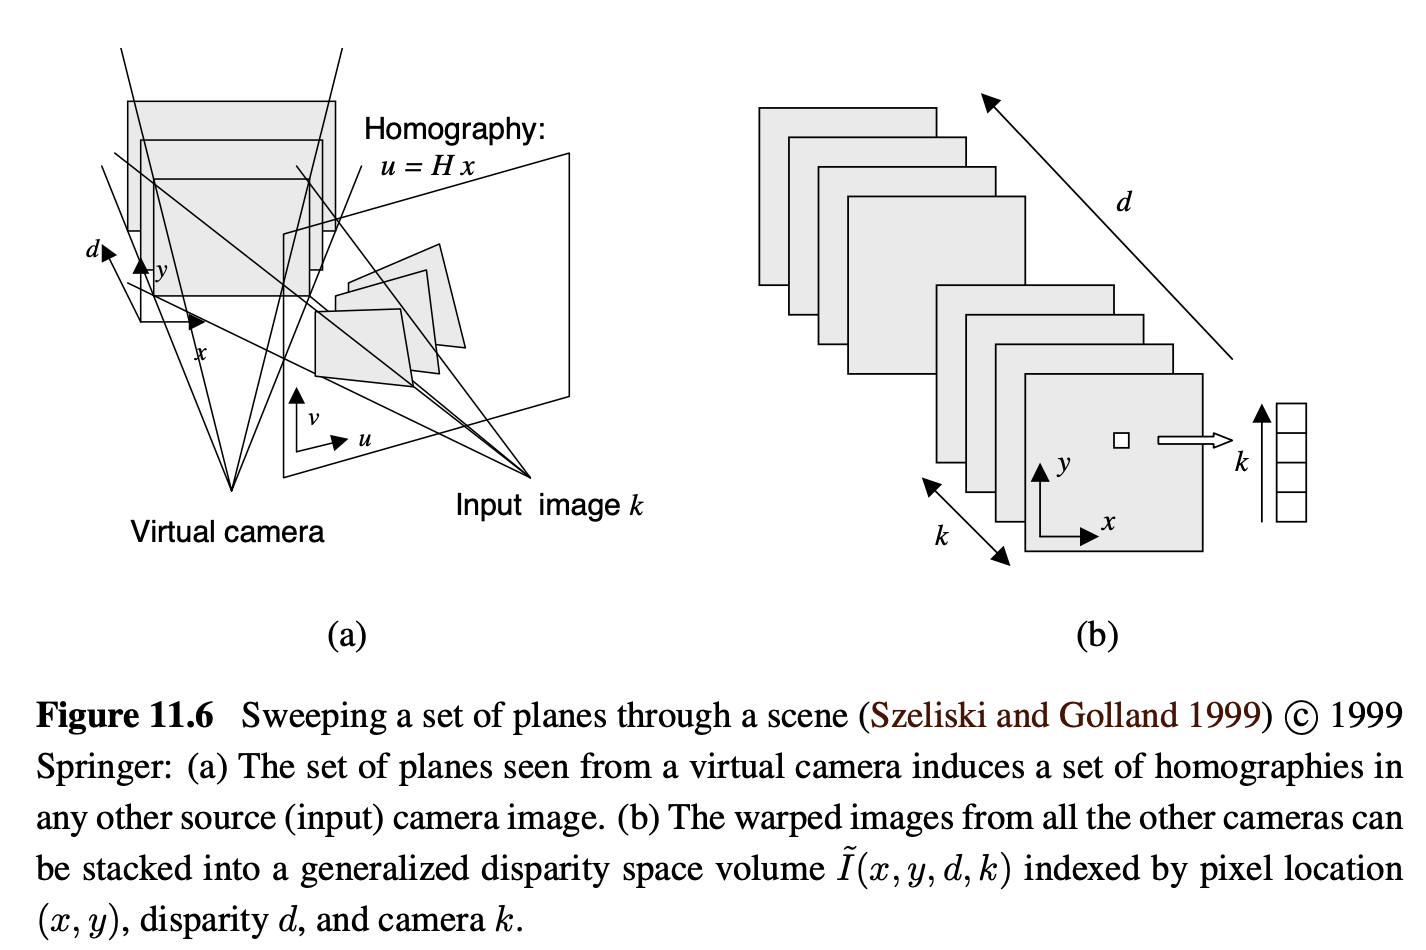 Homography:
u = H x
d
y
x
v
u
Virtual camera
Input image k
(a)
d
k
y
x
k
(b)
Figure 11.6 Sweeping a set of planes through a scene (Szeliski and Golland 1999) © 1999
Springer: (a) The set of planes seen from a virtual camera induces a set of homographies in
any other source (input) camera image. (b) The warped images from all the other cameras can
be stacked into a generalized disparity space volume Ĩ(x, y, d, k) indexed by pixel location
(x, y), disparity d, and camera k.